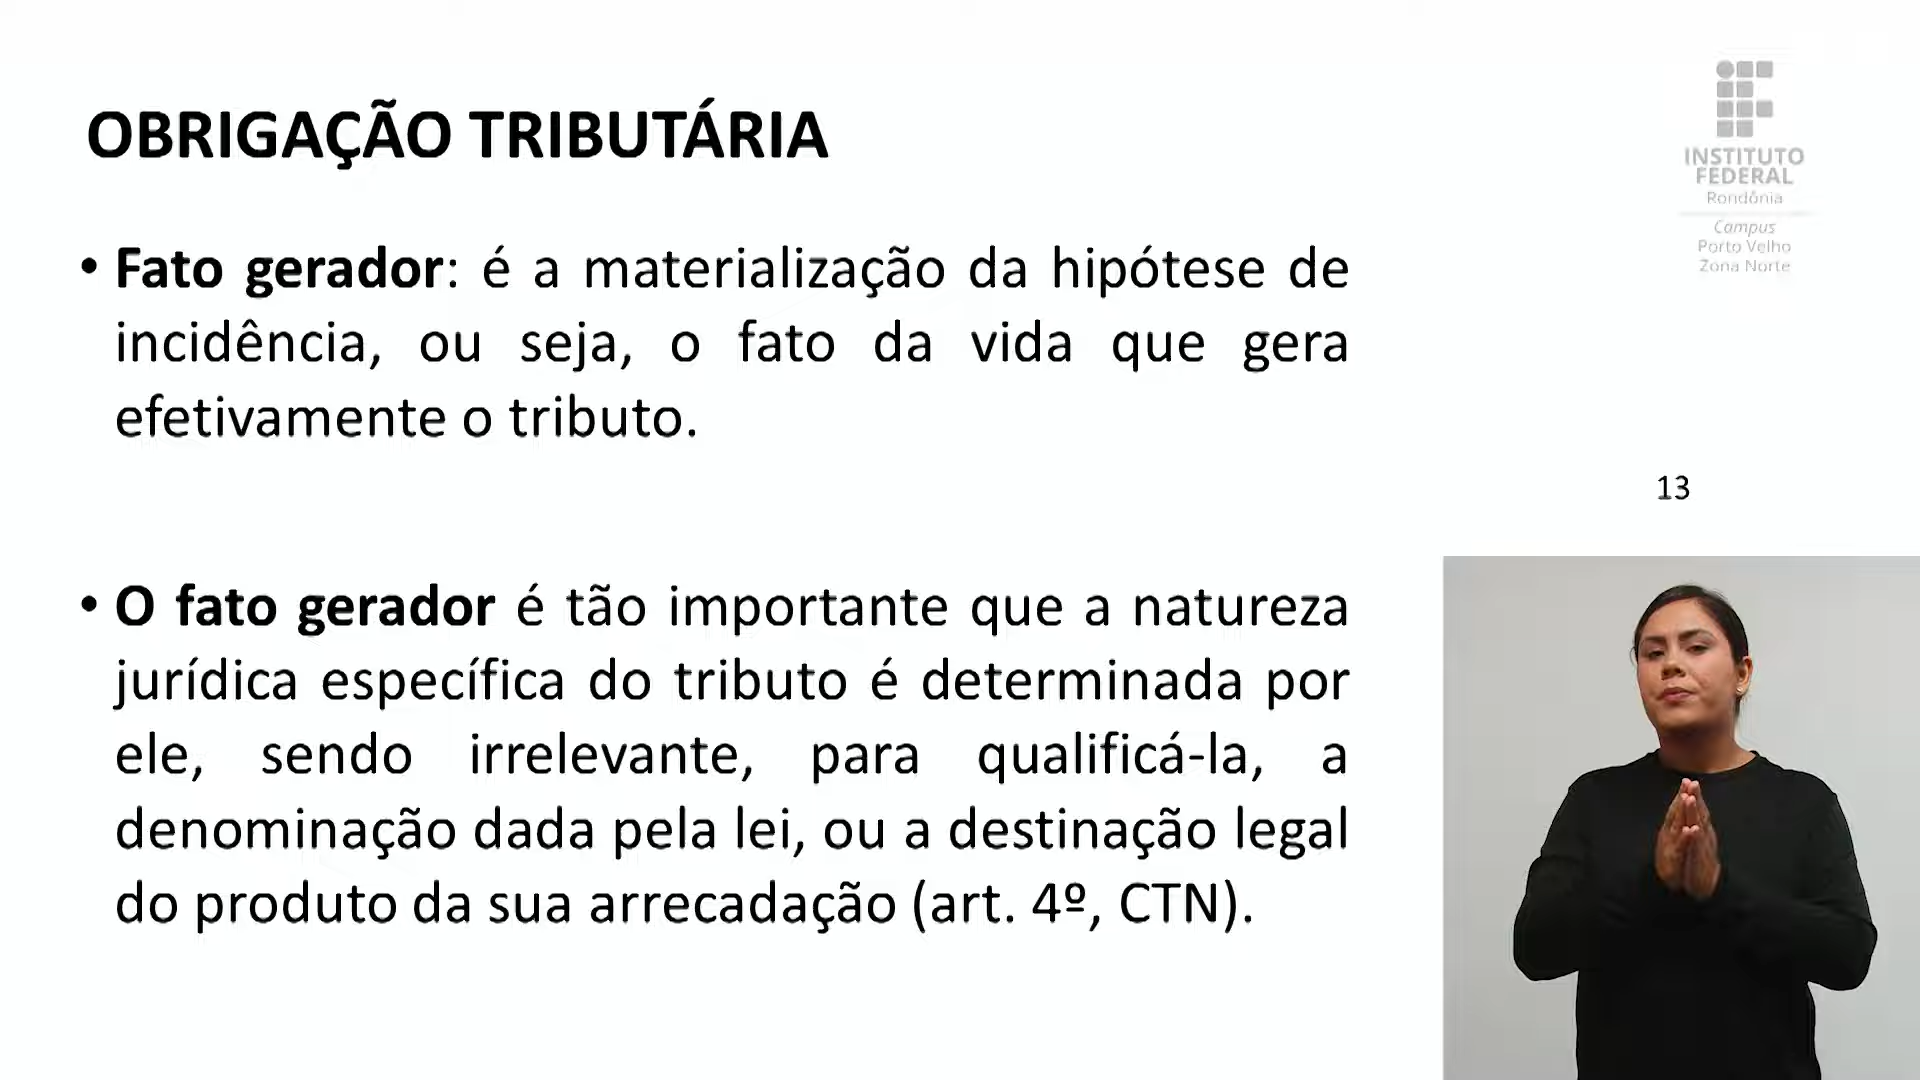 OBRIGAÇÃO TRIBUTÁRIA
INSTITUTO
FEDERAL
Rondônia
Campus
Porto Velho
Zona Norte
• Fato gerador: é a materialização da hipótese de
incidência, ou seja, o fato da vida que gera
efetivamente o tributo.
13
• O fato gerador é tão importante que a natureza
jurídica específica do tributo é determinada por
ele, sendo irrelevante, para qualificá-la, a
denominação dada pela lei, ou a destinação legal
do produto da sua arrecadação (art. 4º, CTN).